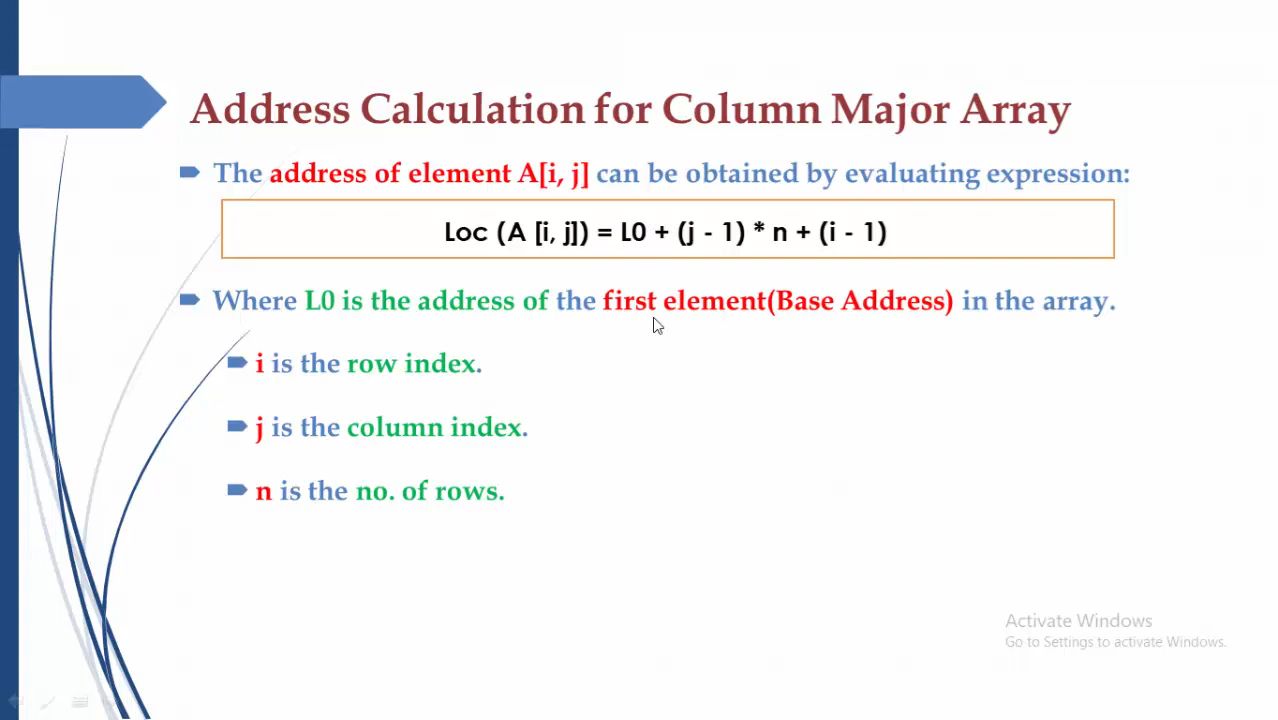 Address Calculation for Column Major Array
The address of element A[i, j] can be obtained by evaluating expression:
Loc (A [i, j]) = L0 + (j - 1) * n + (i - 1)
Where L0 is the address of the first element(Base Address) in the array.
i is the row index.
j is the column index.
n is the no. of rows.
Activate Windows
Go to Settings to activate Windows.